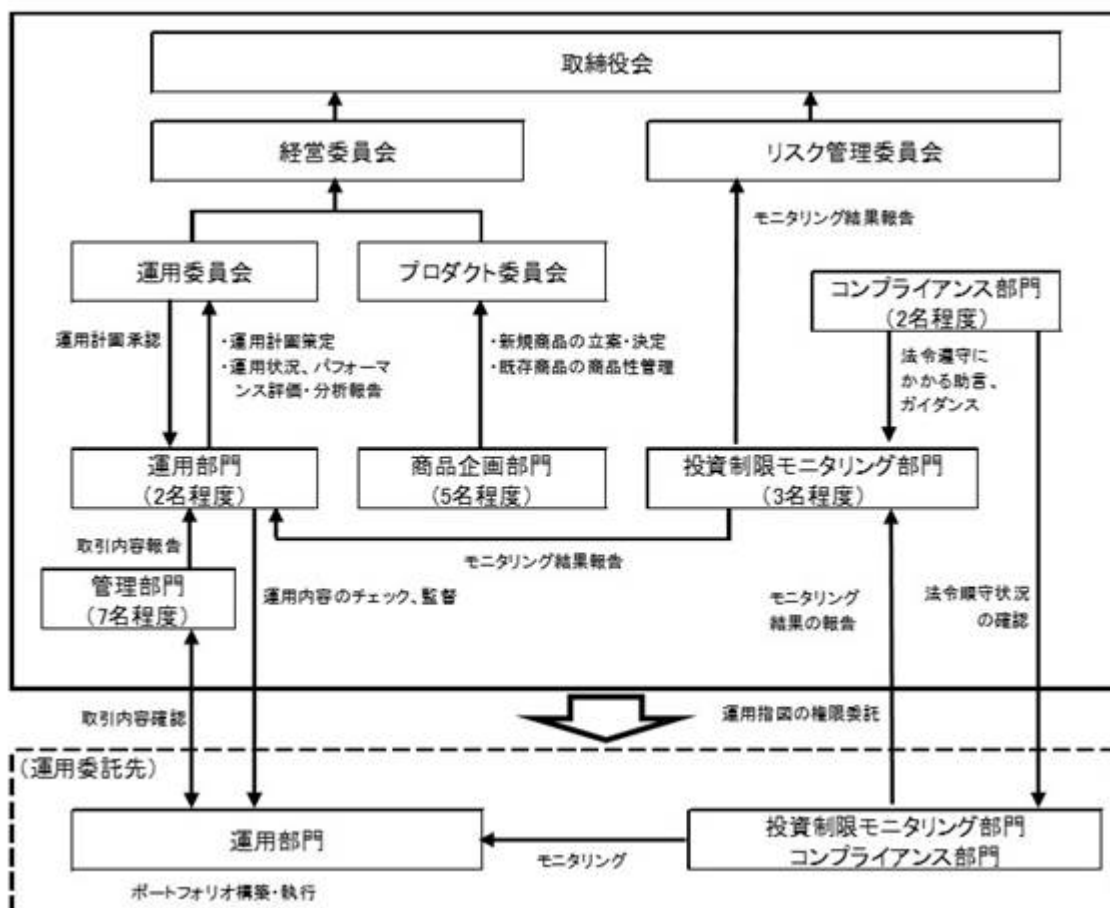 取締役会
経営委員会
リスク管理委員会
モニタリング結果報告
運用委員会
プロダクト委員会
コンプライアンス部門
(2名程度)
運用計画承認
・運用計画策定
・運用状況、パフォーマ
ンス評価・分析報告
・新規商品の立案・決定
・既存商品の商品性管理
法令遵守に
かかる助言、
ガイダンス
運用部門
(2名程度)
商品企画部門
(5名程度)
投資制限モニタリング部門
(3名程度)
取引内容報告
モニタリング結果報告
管理部門
(7名程度)
運用内容のチェック、監督
モニタリング
結果の報告
法令順守状況
の確認
取引内容確認
運用指図の権限委託
(運用委託先)
運用部門
モニタリング
投資制限モニタリング部門
コンプライアンス部門
ポートフォリオ構築・執行